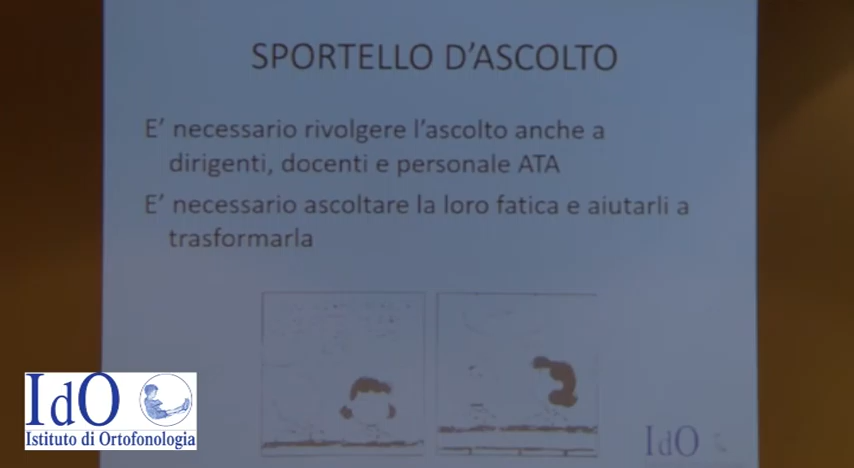 SPORTELLO D'ASCOLTO
E' necessario rivolgere l'ascolto anche a
dirigenti, docenti e personale ATA
E' necessario ascoltare la loro fatica e aiutarli a
trasformarla
IdO
Istituto di Ortofonologia
IdO